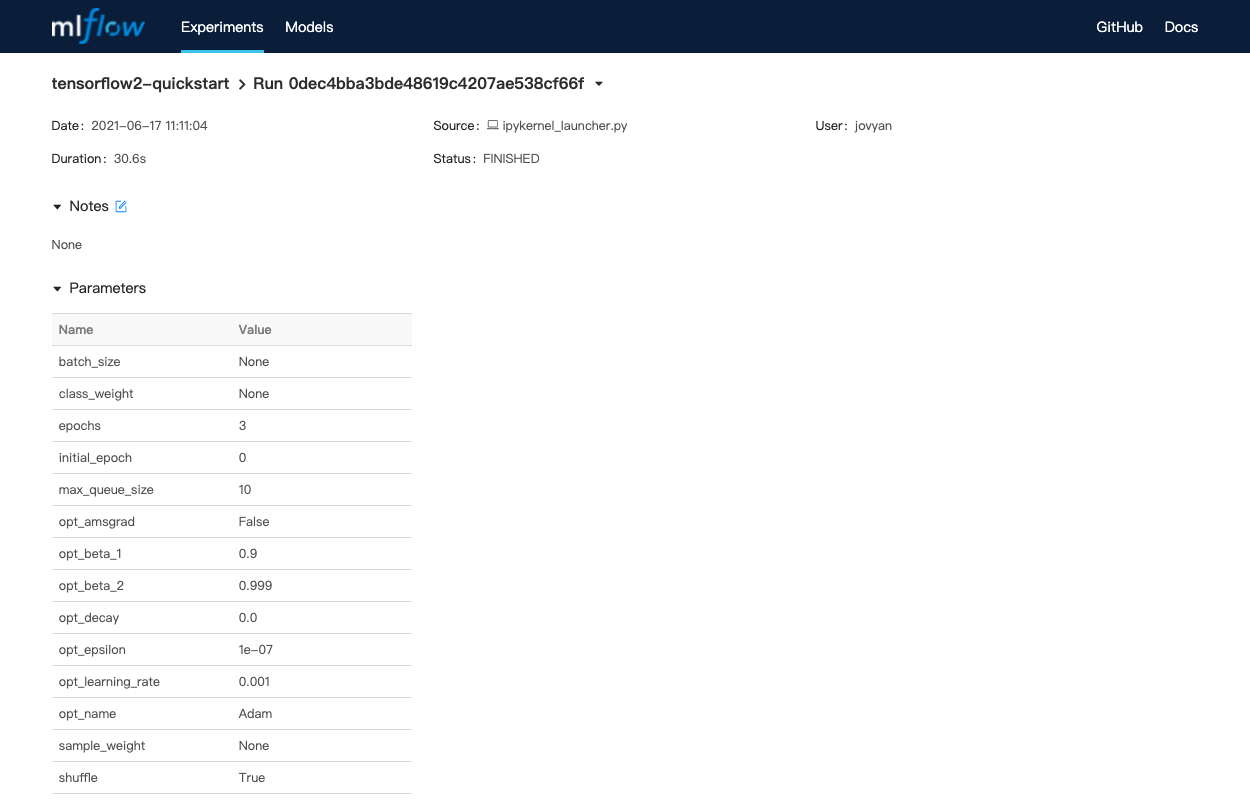 mlflow Experiments Models GitHub Docs
tensorflow2-quickstart > Run 0dec4bba3bde48619c4207ae538cf66f
Date: 2021-06-17 11:11:04 Source: ipykernel_launcher.py User: jovyan
Duration: 30.6s Status: FINISHED
Notes
None
Parameters
Name Value
batch_size None
class_weight None
epochs 3
initial_epoch 0
max_queue_size 10
opt_amsgrad False
opt_beta_1 0.9
opt_beta_2 0.999
opt_decay 0.0
opt_epsilon 1e-07
opt_learning_rate 0.001
opt_name Adam
sample_weight None
shuffle True